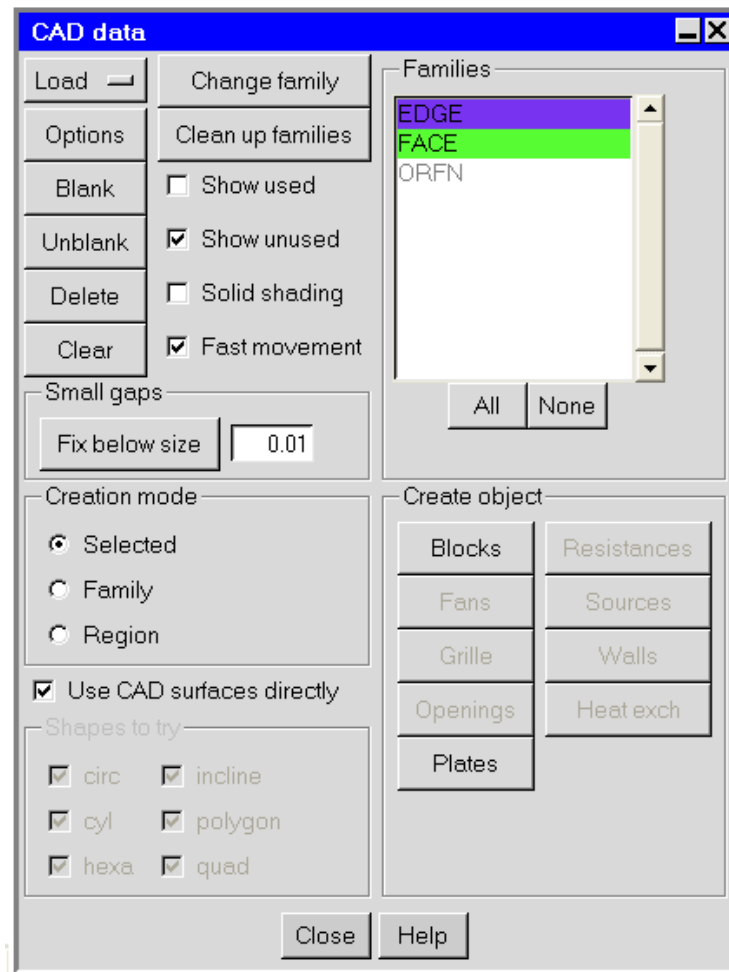 CAD data
Load
Change family
Options
Clean up families
Blank
Show used
Unblank
Show unused
Delete
Solid shading
Clear
Fast movement
Families
EDGE
FACE
ORFN
All
None
Small gaps
Fix below size
0.01
Creation mode
Selected
Family
Region
Use CAD surfaces directly
Shapes to try
circ
incline
cyl
polygon
hexa
quad
Create object
Blocks
Resistances
Fans
Sources
Grille
Walls
Openings
Heat exch
Plates
Close
Help